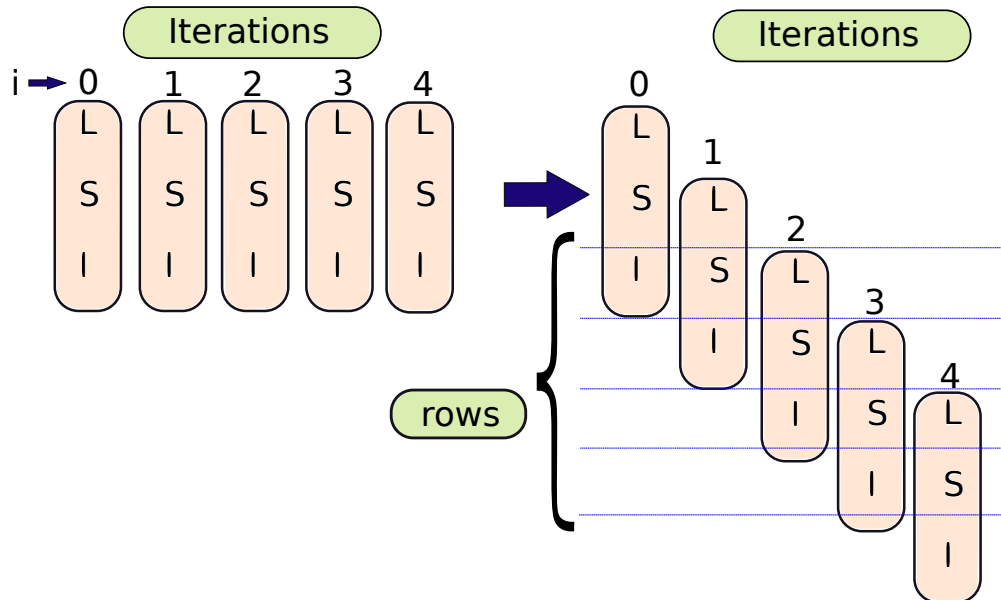 Iterations
Iterations
i
0 1 2 3 4
L L L L L
S S S S S
I I I I I
0
L
1
S L
2
I S L
3
I S L
rows
4
I S L
I S
I